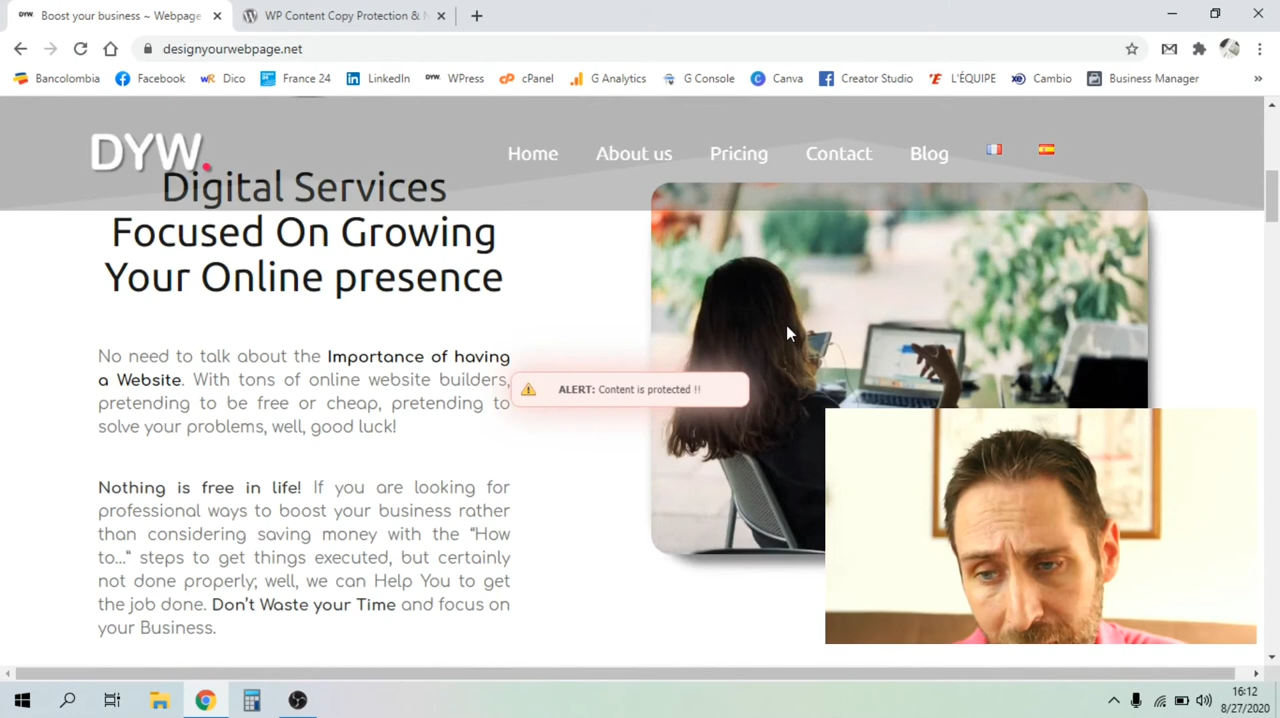 DYW. Boost your business ~ Webpage
WP Content Copy Protection &
designyourwebpage.net
Bancolombia Facebook wR Dico France 24 LinkedIn DYW. WPress cP cPanel G Analytics G Console Canva Creator Studio L'ÉQUIPE Cambio Business Manager »
DYW.
Home About us Pricing Contact Blog
Digital Services
Focused On Growing
Your Online presence
No need to talk about the Importance of having
a Website. With tons of online website builders,
pretending to be free or cheap, pretending to
solve your problems, well, good luck!
ALERT: Content is protected !!
Nothing is free in life! If you are looking for
professional ways to boost your business rather
than considering saving money with the “How
to...” steps to get things executed, but certainly
not done properly; well, we can Help You to get
the job done. Don’t Waste your Time and focus on
your Business.
16:12
8/27/2020